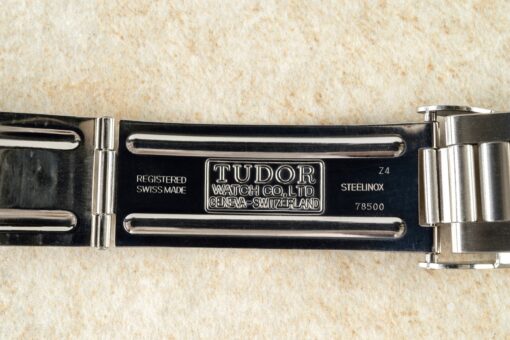 REGISTERED
SWISS MADE
TUDOR
WATCH CO.,LTD
GENEVA-SWITZERLAND
Z4
STEELINOX
78500